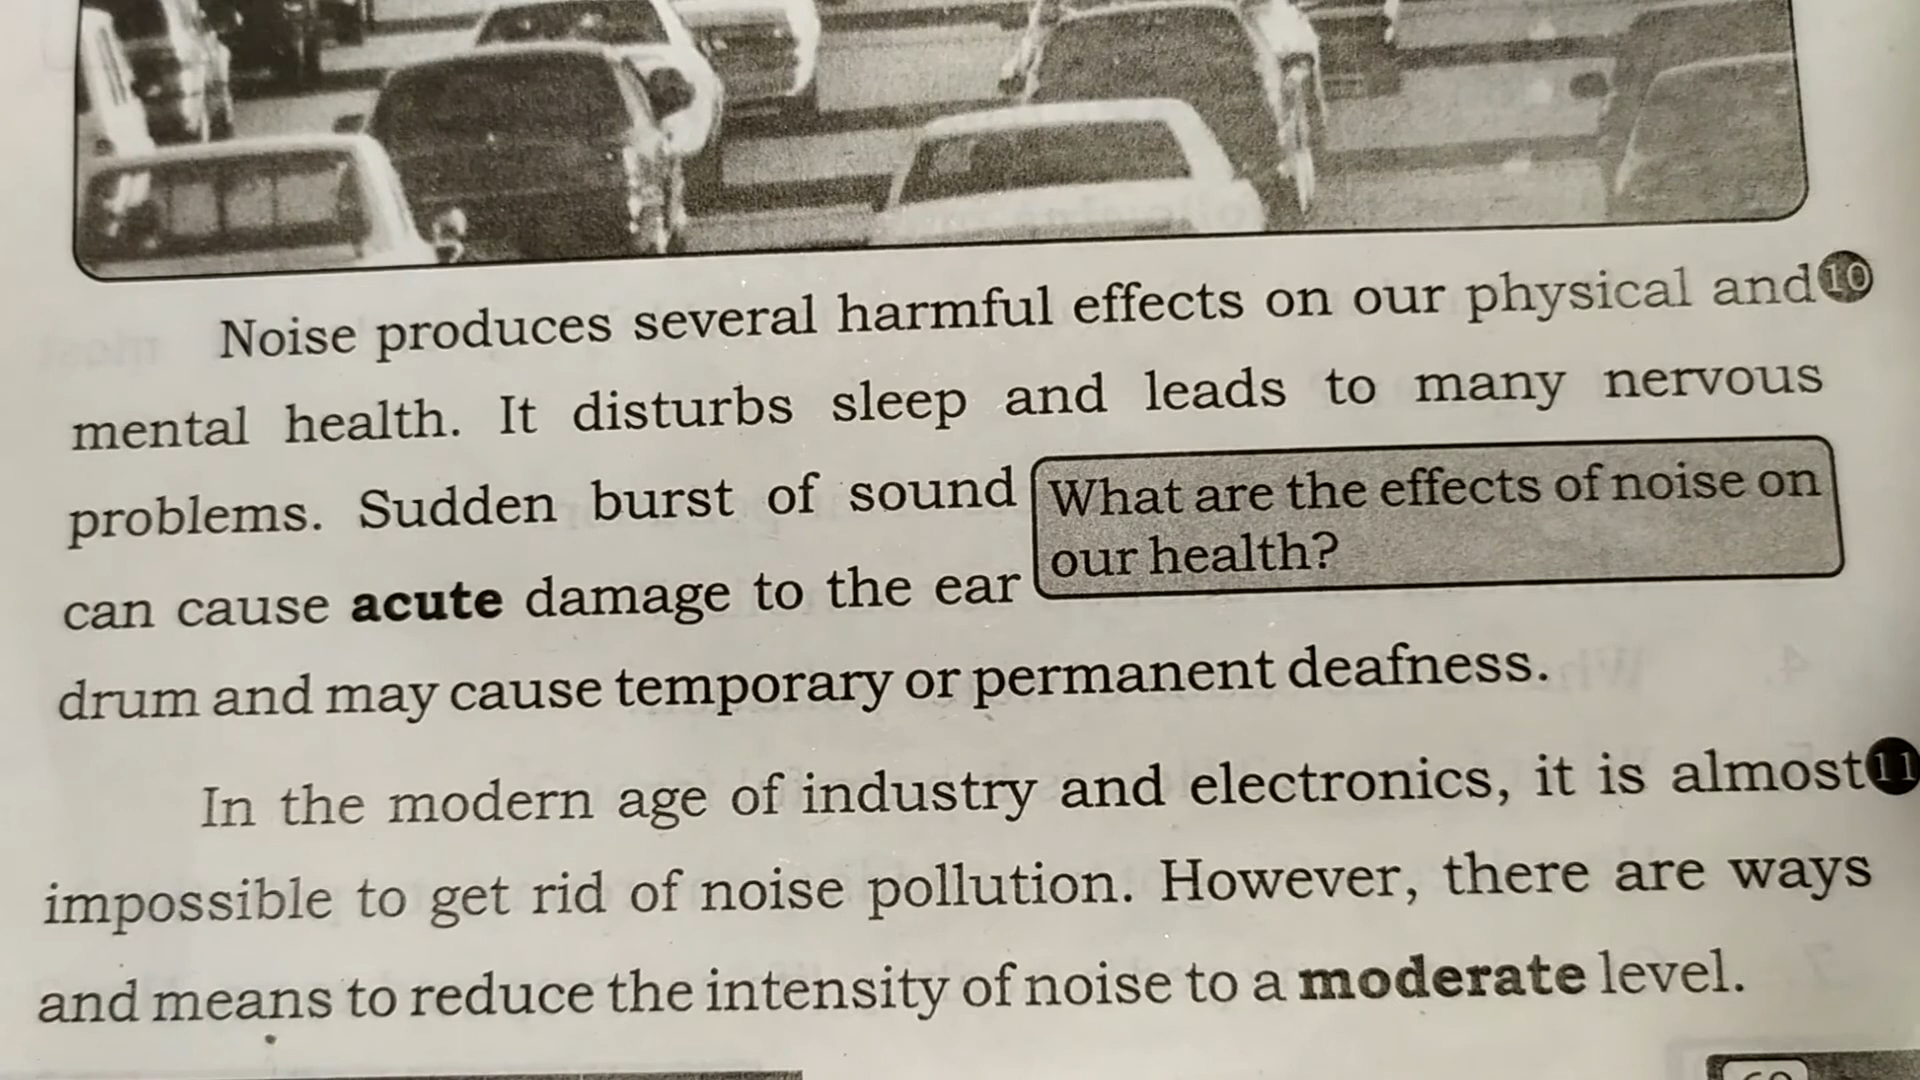 Noise produces several harmful effects on our physical and 10
mental health. It disturbs sleep and leads to many nervous
problems. Sudden burst of sound
can cause acute damage to the ear
What are the effects of noise on
our health?
drum and may cause temporary or permanent deafness.
In the modern age of industry and electronics, it is almost 11
impossible to get rid of noise pollution. However, there are ways
and means to reduce the intensity of noise to a moderate level.